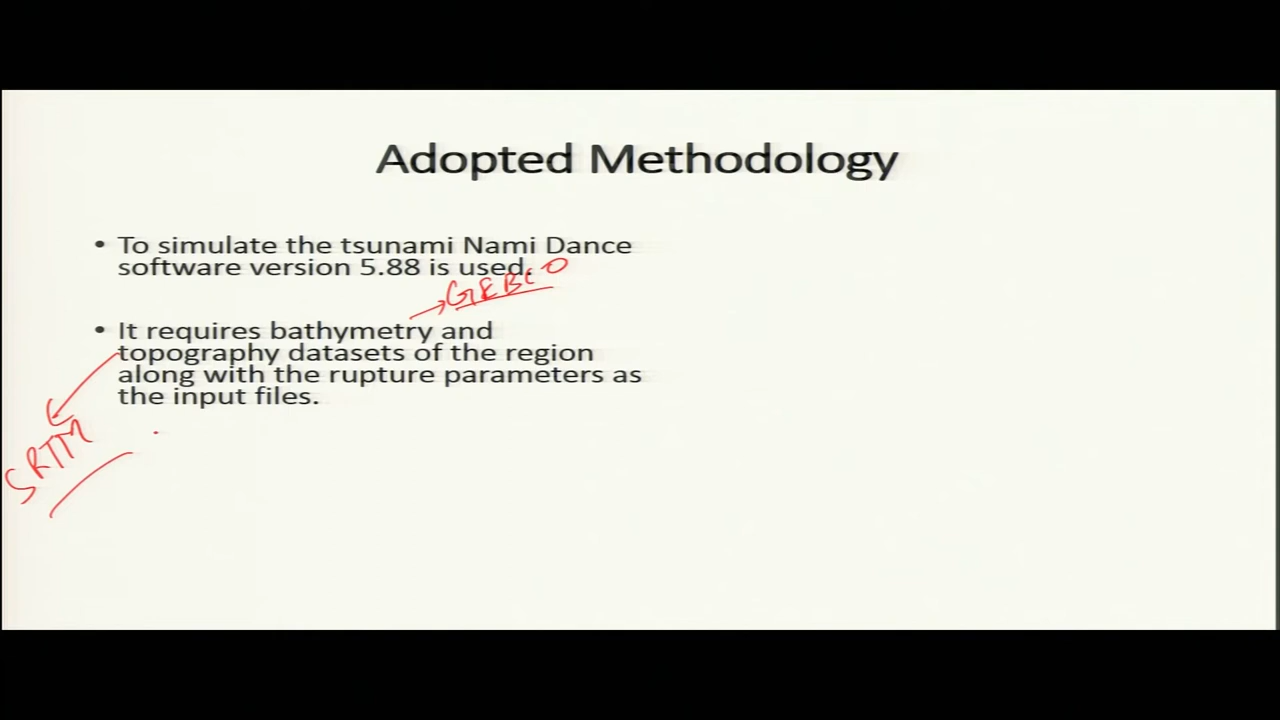 Adopted Methodology
• To simulate the tsunami Nami Dance
software version 5.88 is used.
GEBCO
• It requires bathymetry and
topography datasets of the region
along with the rupture parameters as
the input files.
SRTM